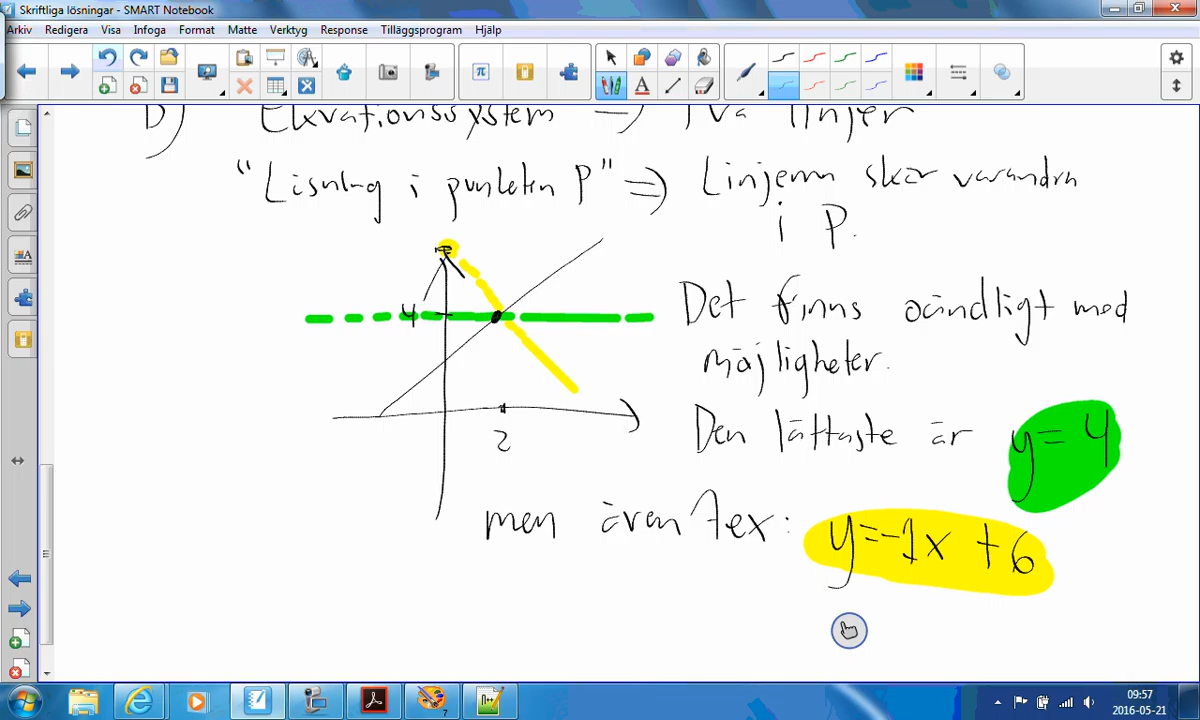 Skriftliga lösningar - SMART Notebook
Arkiv Redigera Visa Infoga Format Matte Verktyg Response Tilläggsprogram Hjälp
D) Ekvationssystem => Två linjer
"Lösning i punkten P" => Linjerna skär varandra
i P.
4
Det finns oändligt med
möjligheter.
2
Den lättaste är y=4
men även tex: y=-1x+6
09:57
2016-05-21